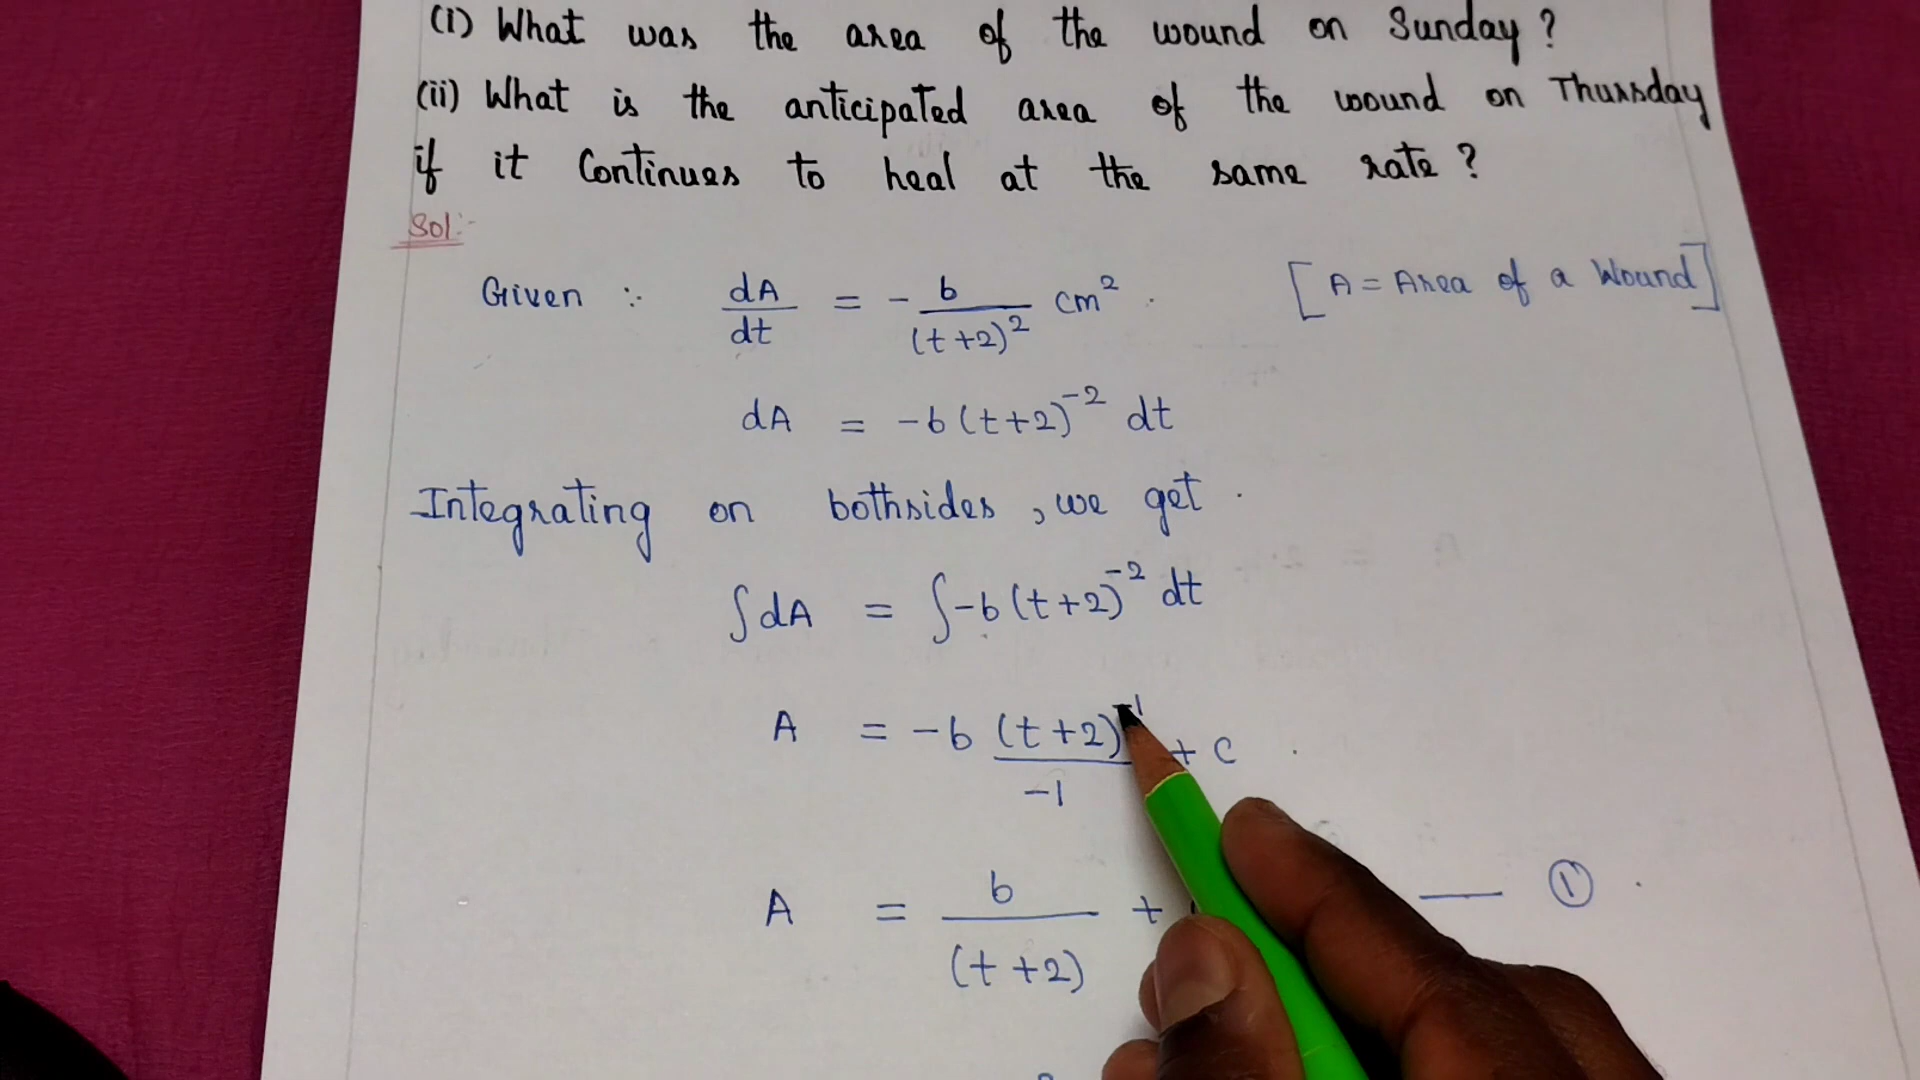 (i) What was the area of the wound on Sunday ?
(ii) What is the anticipated area of the wound on Thursday
if it Continues to heal at the same rate ?
Sol:-
Given : dA/dt = - 6/(t+2)² cm² . [A = Area of a Wound]
dA = -6(t+2)⁻² dt
Integrating on bothsides , we get .
∫dA = ∫-6(t+2)⁻² dt
A = -6 (t+2)⁻¹/-1 + C .
A = 6/(t+2) + — ① .